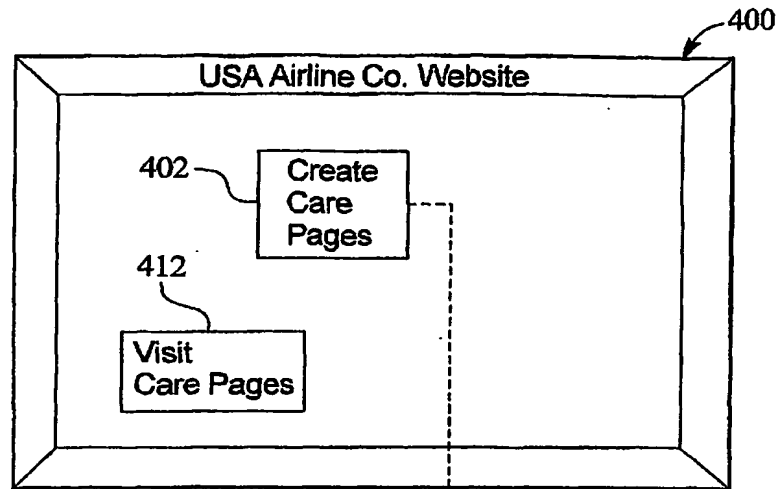 400
USA Airline Co. Website
402
Create
Care
Pages
412
Visit
Care Pages